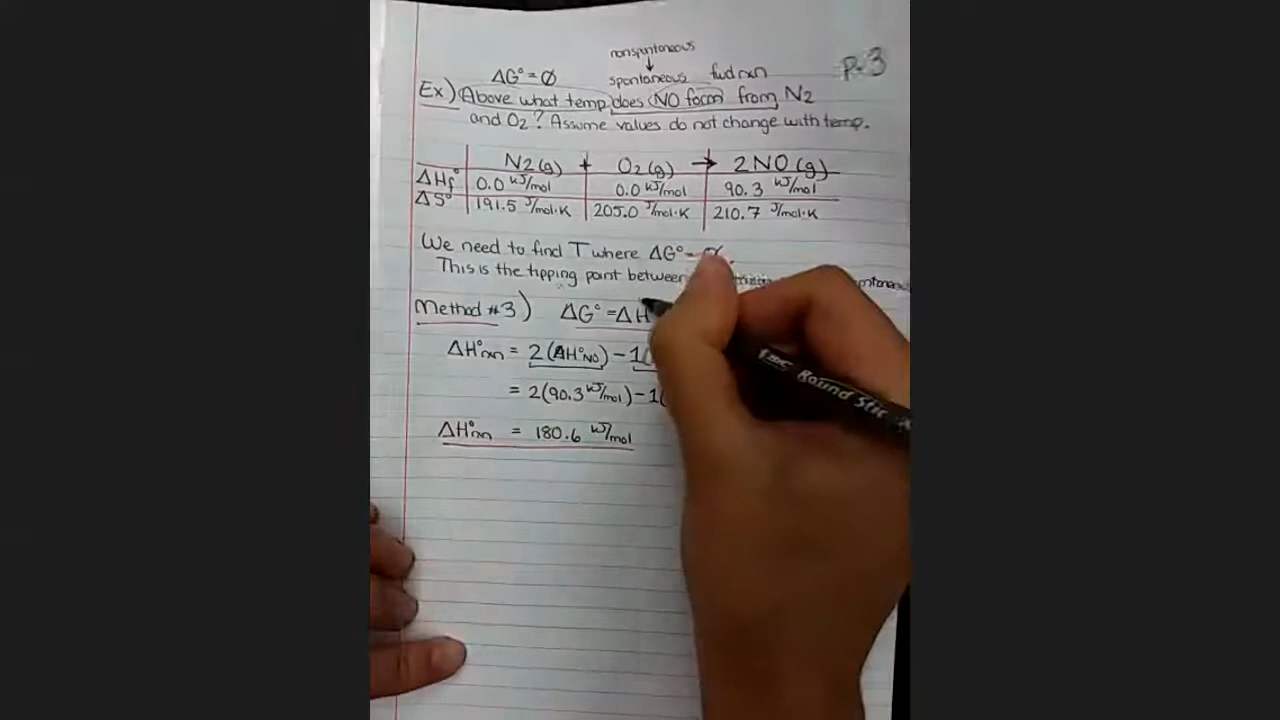 nonspontaneous
↓
ΔG° = Ø spontaneous fwd rxn P. 3
Ex) Above what temp does NO form from N2
and O2? Assume values do not change with temp.
N2(g) + O2(g) → 2NO(g)
ΔHf° 0.0 kJ/mol 0.0 kJ/mol 90.3 kJ/mol
ΔS° 191.5 J/mol·K 205.0 J/mol·K 210.7 J/mol·K
We need to find T where ΔG° = Ø.
This is the tipping point between
Method #3) ΔG° = ΔH
ΔH°rxn = 2(ΔH°NO) - 1(
= 2(90.3 kJ/mol) - 1(
ΔH°rxn = 180.6 kJ/mol
Round Stic